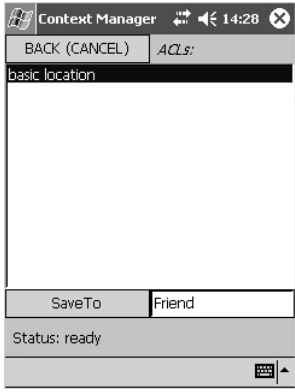 Context Manager 14:28
BACK (CANCEL) ACLs:
basic location
SaveTo Friend
Status: ready